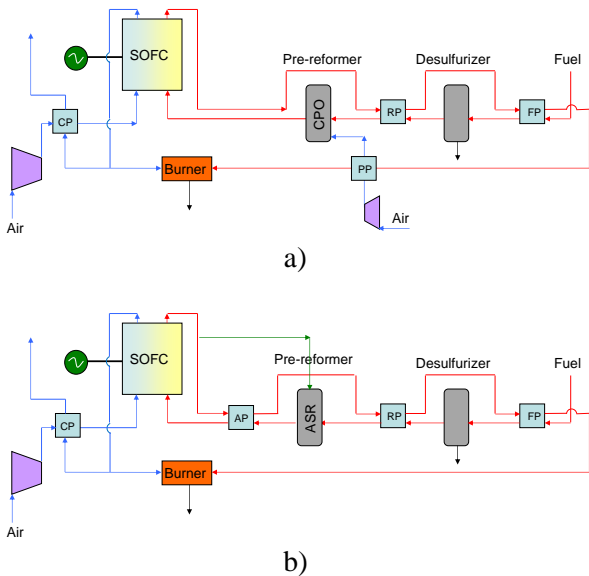 SOFC
Pre-reformer
Desulfurizer
Fuel
CP
CPO
RP
FP
Burner
PP
Air
Air
a)
SOFC
Pre-reformer
Desulfurizer
Fuel
CP
AP
ASR
RP
FP
Burner
Air
b)